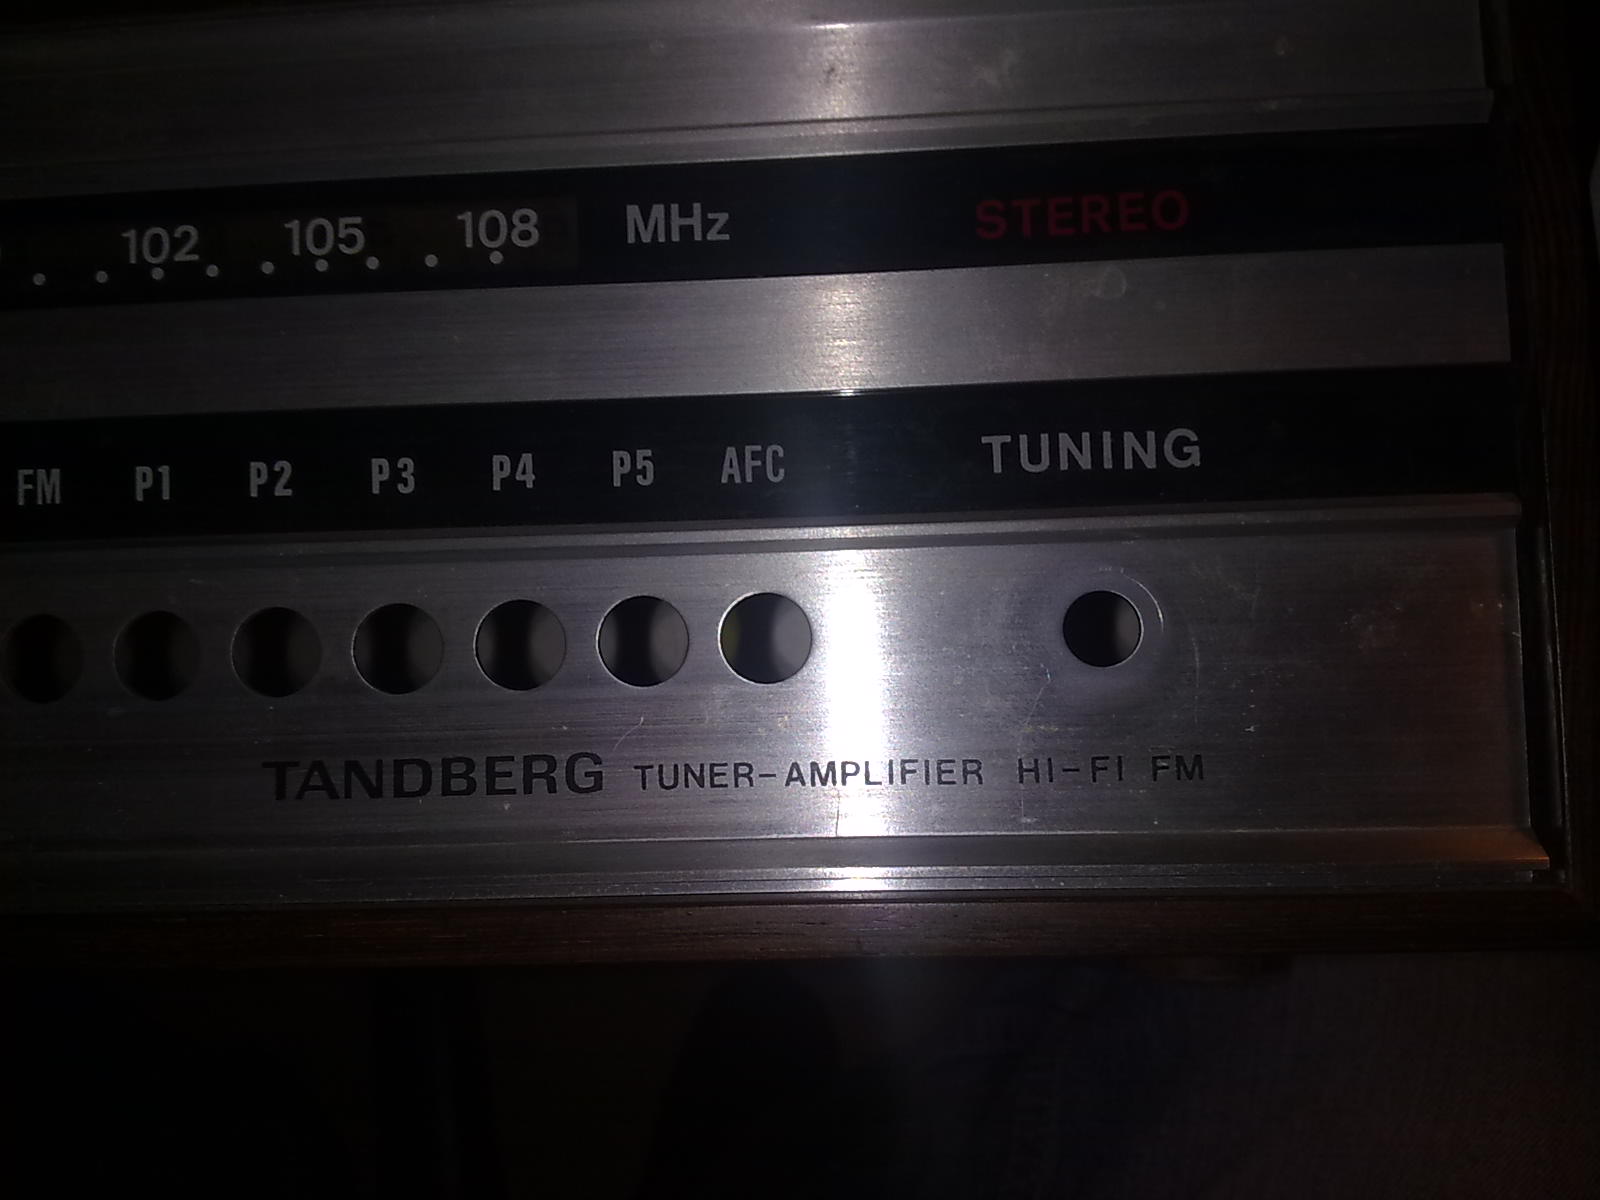 102 105 108 MHz STEREO
FM P1 P2 P3 P4 P5 AFC TUNING
TANDBERG TUNER-AMPLIFIER HI-FI FM